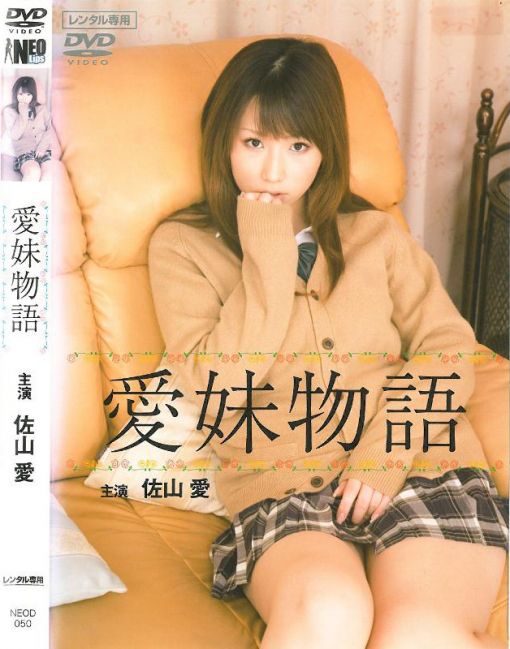 DVD
VIDEO
NEO
Lips
愛妹物語
主演 佐山 愛
レンタル専用
NEOD
050
レンタル専用
DVD
VIDEO
愛妹物語
主演 佐山 愛